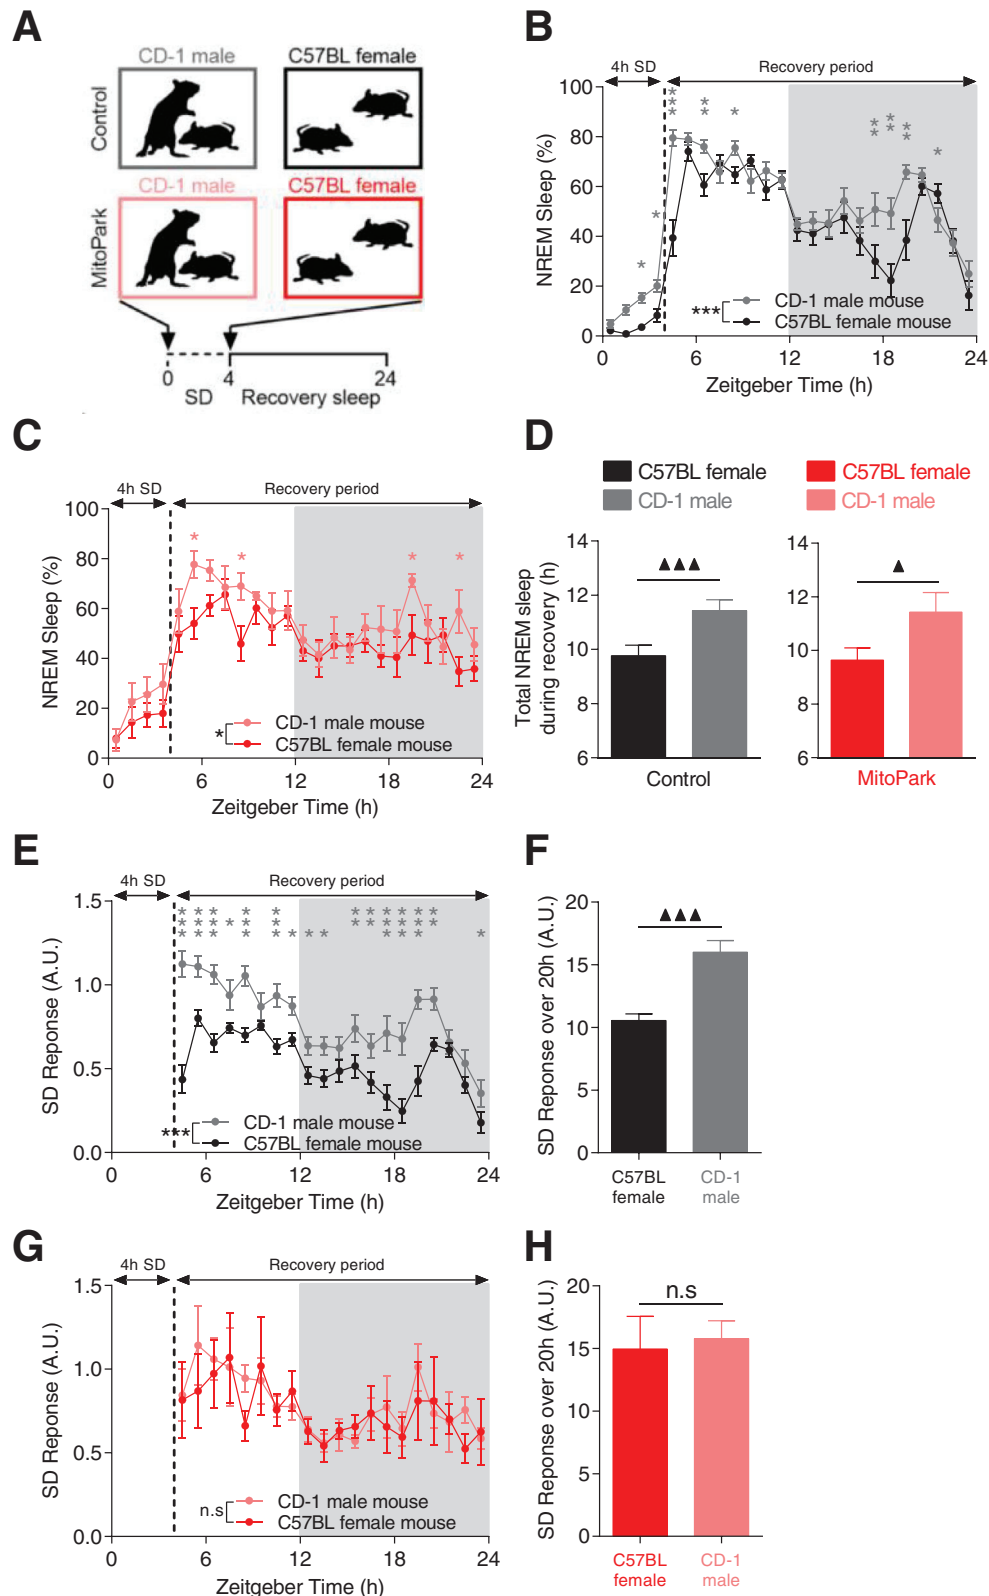 A
CD-1 male
C57BL female
Control
CD-1 male
C57BL female
MitoPark
0
4
24
SD
Recovery sleep
B
4h SD
Recovery period
100
80
60
40
20
0
NREM Sleep (%)
***
**
*
**
**
**
*
*
*
*** CD-1 male mouse
C57BL female mouse
0 6 12 18 24
Zeitgeber Time (h)
C
4h SD
Recovery period
100
80
60
40
20
0
NREM Sleep (%)
*
*
*
*
* CD-1 male mouse
C57BL female mouse
0 6 12 18 24
Zeitgeber Time (h)
D
C57BL female
CD-1 male
C57BL female
CD-1 male
Total NREM sleep
during recovery (h)
14
12
10
8
6
▲▲▲
Control
14
12
10
8
6
▲
MitoPark
E
4h SD
Recovery period
1.5
1.0
0.5
0.0
SD Reponse (A.U.)
*** *** *** * *** *** * * * ** ** *** *** *** ** *
*** CD-1 male mouse
C57BL female mouse
0 6 12 18 24
Zeitgeber Time (h)
F
20
15
10
5
0
SD Reponse over 20h (A.U.)
▲▲▲
C57BL
female
CD-1
male
G
4h SD
Recovery period
1.5
1.0
0.5
0.0
SD Reponse (A.U.)
n.s CD-1 male mouse
C57BL female mouse
0 6 12 18 24
Zeitgeber Time (h)
H
20
15
10
5
0
SD Reponse over 20h (A.U.)
n.s
C57BL
female
CD-1
male